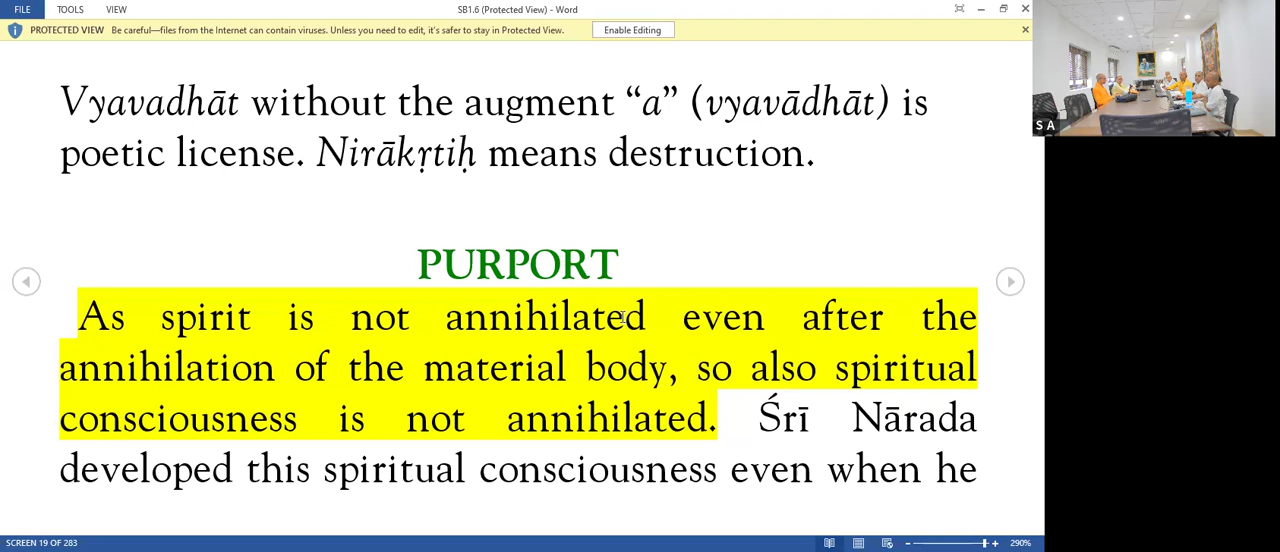 FILE TOOLS VIEW SB1.6 (Protected View) - Word
PROTECTED VIEW Be careful—files from the Internet can contain viruses. Unless you need to edit, it's safer to stay in Protected View. Enable Editing
Vyavadhāt without the augment “a” (vyavādhāt) is
poetic license. Nirākṛtiḥ means destruction.
PURPORT
As spirit is not annihilated even after the
annihilation of the material body, so also spiritual
consciousness is not annihilated. Śrī Nārada
developed this spiritual consciousness even when he
S A
SCREEN 19 OF 283 290%